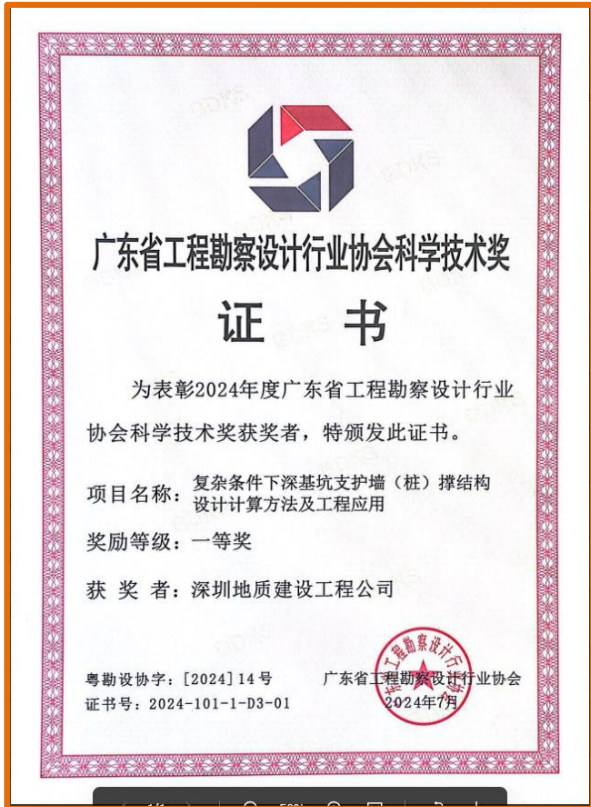 广东省工程勘察设计行业协会科学技术奖
证 书
为表彰2024年度广东省工程勘察设计行业
协会科学技术奖获奖者，特颁发此证书。
项目名称：复杂条件下深基坑支护墙（桩）撑结构
设计计算方法及工程应用
奖励等级：一等奖
获 奖 者：深圳地质建设工程公司
粤勘设协字：[2024]14号
证书号：2024-101-1-D3-01
广东省工程勘察设计行业协会
2024年7月